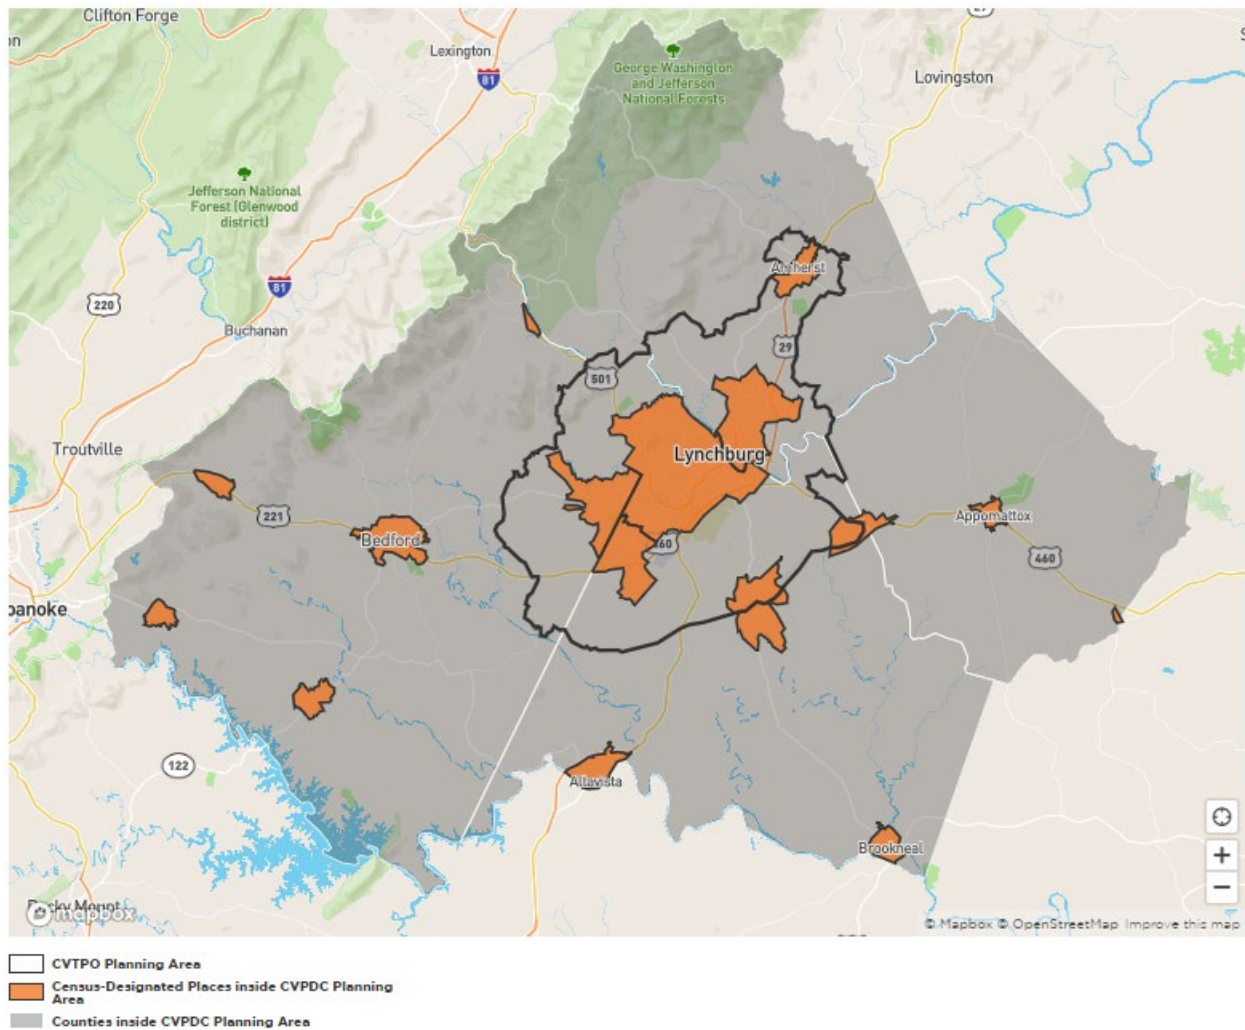 Clifton Forge
Lexington
81
George Washington
and Jefferson
National Forests
Lovingston
Jefferson National
Forest (Glenwood
district)
81
220
Buchanan
Amherst
29
501
Troutville
Lynchburg
221
Bedford
460
Appomattox
460
122
Altavista
Brookneal
Rocky Mount
mapbox
© Mapbox © OpenStreetMap Improve this map
CVTPO Planning Area
Census-Designated Places inside CVPDC Planning
Area
Counties inside CVPDC Planning Area